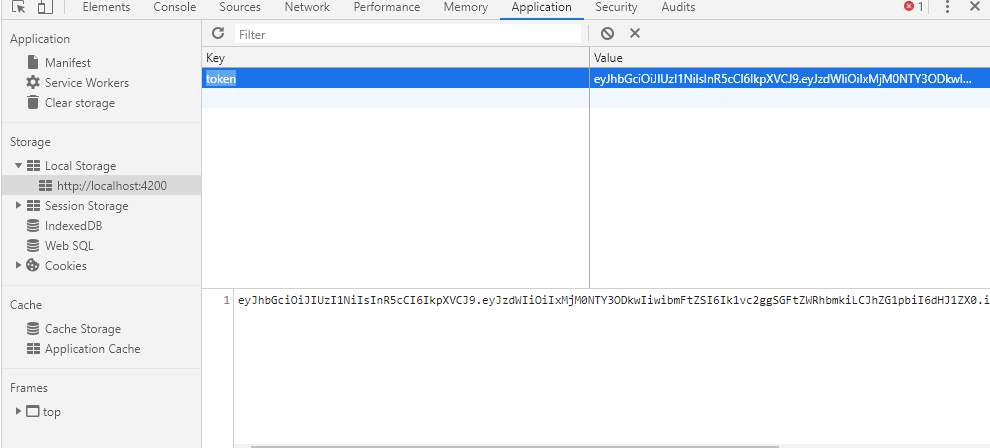 Elements Console Sources Network Performance Memory Application Security Audits 1
Application
Manifest
Service Workers
Clear storage
Storage
Local Storage
http://localhost:4200
Session Storage
IndexedDB
Web SQL
Cookies
Cache
Cache Storage
Application Cache
Frames
top
Filter
Key Value
token eyJhbGciOiJIUzI1NiIsInR5cCI6IkpXVCJ9.eyJzdWIiOiIxMjM0NTY3ODkwI...
1 eyJhbGciOiJIUzI1NiIsInR5cCI6IkpXVCJ9.eyJzdWIiOiIxMjM0NTY3ODkwIiwibmFtZSI6Ik1vc2ggSGFtZWRhbmkiLCJhZG1pbiI6dHJ1ZX0.i